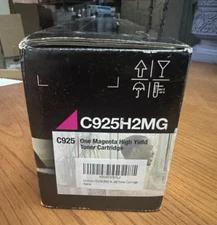 C925H2MG
C925 One Magenta High Yield
Toner Cartridge